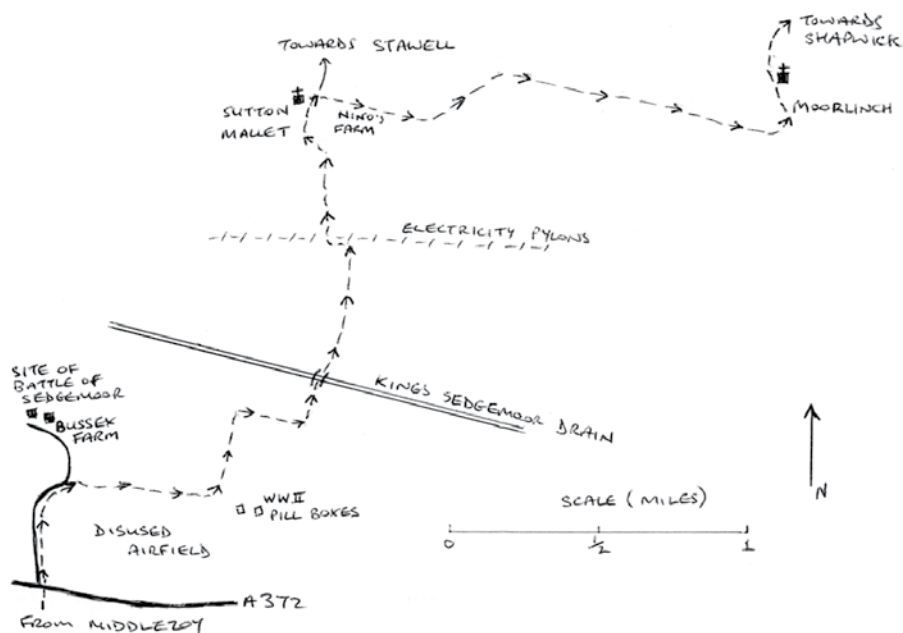 TOWARDS
SHAPWICK
TOWARDS STAWELL
SUTTON
MALLET
NINO'S
FARM
MOORLINCH
ELECTRICITY PYLONS
SITE OF
BATTLE OF
SEDGEMOOR
BUSSEX
FARM
KINGS SEDGEMOOR DRAIN
WWII
PILL BOXES
DISUSED
AIRFIELD
SCALE (MILES)
0 1/2 1
N
A372
FROM MIDDLEZOY